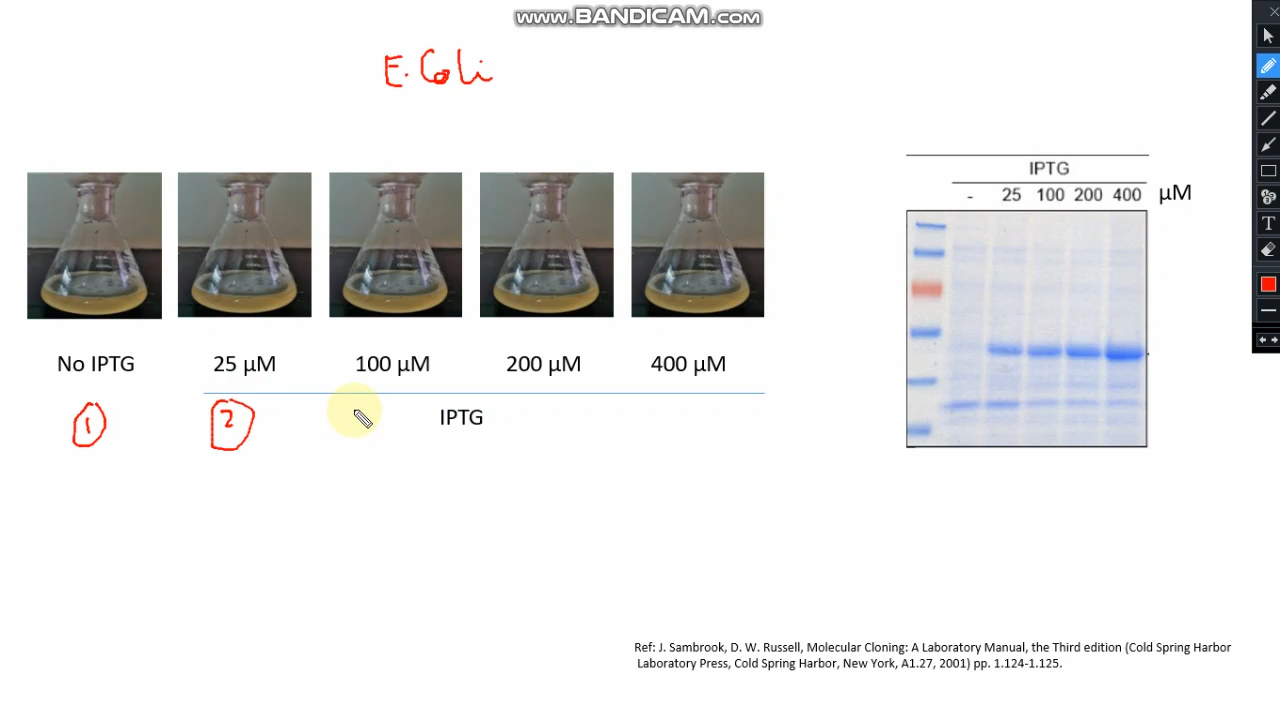 www.BANDICAM.com
E. Coli
No IPTG
25 µM
100 µM
200 µM
400 µM
1
2
IPTG
IPTG
- 25 100 200 400 µM
Ref: J. Sambrook, D. W. Russell, Molecular Cloning: A Laboratory Manual, the Third edition (Cold Spring Harbor
Laboratory Press, Cold Spring Harbor, New York, A1.27, 2001) pp. 1.124-1.125.